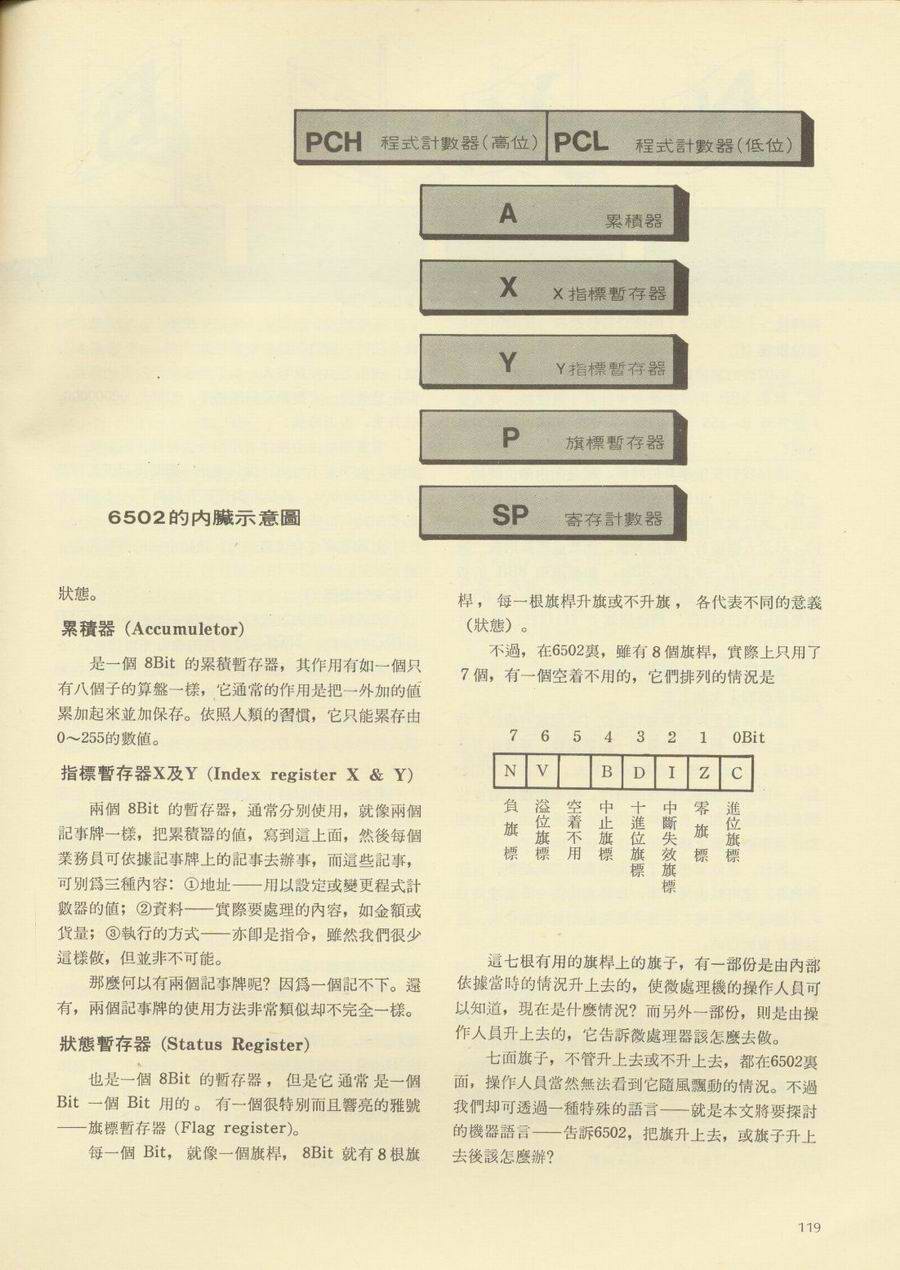 PCH 程式計數器(高位) PCL 程式計數器(低位)
A 累積器
X X指標暫存器
Y Y指標暫存器
P 旗標暫存器
SP 寄存計數器
6502的內臟示意圖
狀態。
累積器 (Accumuletor)
是一個 8Bit 的累積暫存器，其作用有如一個只
有八個子的算盤一樣，它通常的作用是把一外加的値
累加起來並加保存。依照人類的習慣，它只能累存由
0～255的數値。
指標暫存器X及Y (Index register X & Y)
兩個 8Bit 的暫存器，通常分別使用，就像兩個
記事牌一樣，把累積器的值，寫到這上面，然後每個
業務員可依據記事牌上的記事去辦事，而這些記事，
可別爲三種內容：①地址——用以設定或變更程式計
數器的值；②資料——實際要處理的內容，如金額或
貨量；③執行的方式——亦卽是指令，雖然我們很少
這樣做，但並非不可能。
那麼何以有兩個記事牌呢？因爲一個記不下。還
有，兩個記事牌的使用方法非常類似却不完全一樣。
狀態暫存器 (Status Register)
也是一個 8Bit 的暫存器，但是它通常是一個
Bit 一個 Bit 用的。有一個很特別而且響亮的雅號
——旗標暫存器 (Flag register)。
每一個 Bit，就像一個旗桿，8Bit 就有8根旗
桿，每一根旗桿升旗或不升旗，各代表不同的意義
（狀態）。
不過，在6502裏，雖有8個旗桿，實際上只用了
7個，有一個空着不用的，它們排列的情況是
7 6 5 4 3 2 1 0Bit
N V B D I Z C
負旗標
溢位旗標
空着不用
中止旗標
十進位旗標
中斷失效旗標
零旗標
進位旗標
這七根有用的旗桿上的旗子，有一部份是由內部
依據當時的情況升上去的，使微處理機的操作人員可
以知道，現在是什麼情況？而另外一部份，則是由操
作人員升上去的，它告訴微處理器該怎麼去做。
七面旗子，不管升上去或不升上去，都在6502裏
面，操作人員當然無法看到它隨風飄動的情況。不過
我們却可透過一種特殊的語言——就是本文將要探討
的機器語言——告訴6502，把旗升上去，或旗子升上
去後該怎麼辦？
119